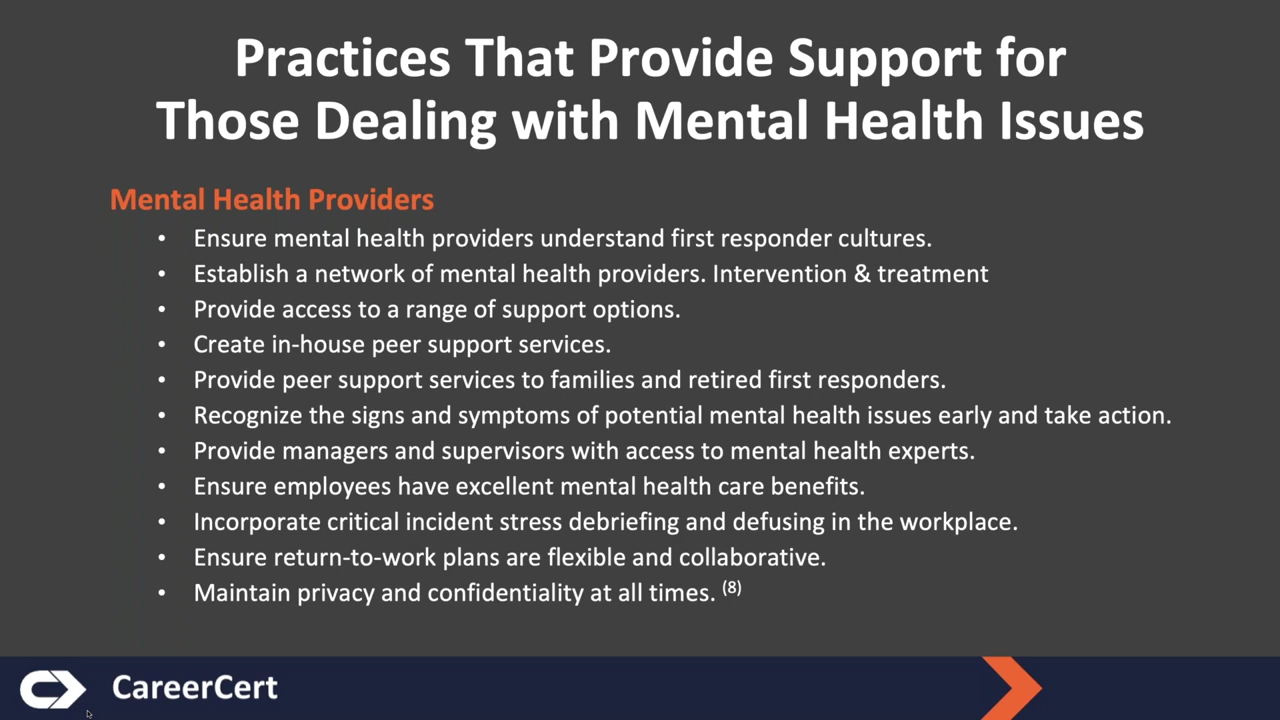 Practices That Provide Support for
Those Dealing with Mental Health Issues
Mental Health Providers
• Ensure mental health providers understand first responder cultures.
• Establish a network of mental health providers. Intervention & treatment
• Provide access to a range of support options.
• Create in-house peer support services.
• Provide peer support services to families and retired first responders.
• Recognize the signs and symptoms of potential mental health issues early and take action.
• Provide managers and supervisors with access to mental health experts.
• Ensure employees have excellent mental health care benefits.
• Incorporate critical incident stress debriefing and defusing in the workplace.
• Ensure return-to-work plans are flexible and collaborative.
• Maintain privacy and confidentiality at all times. (8)
CareerCert